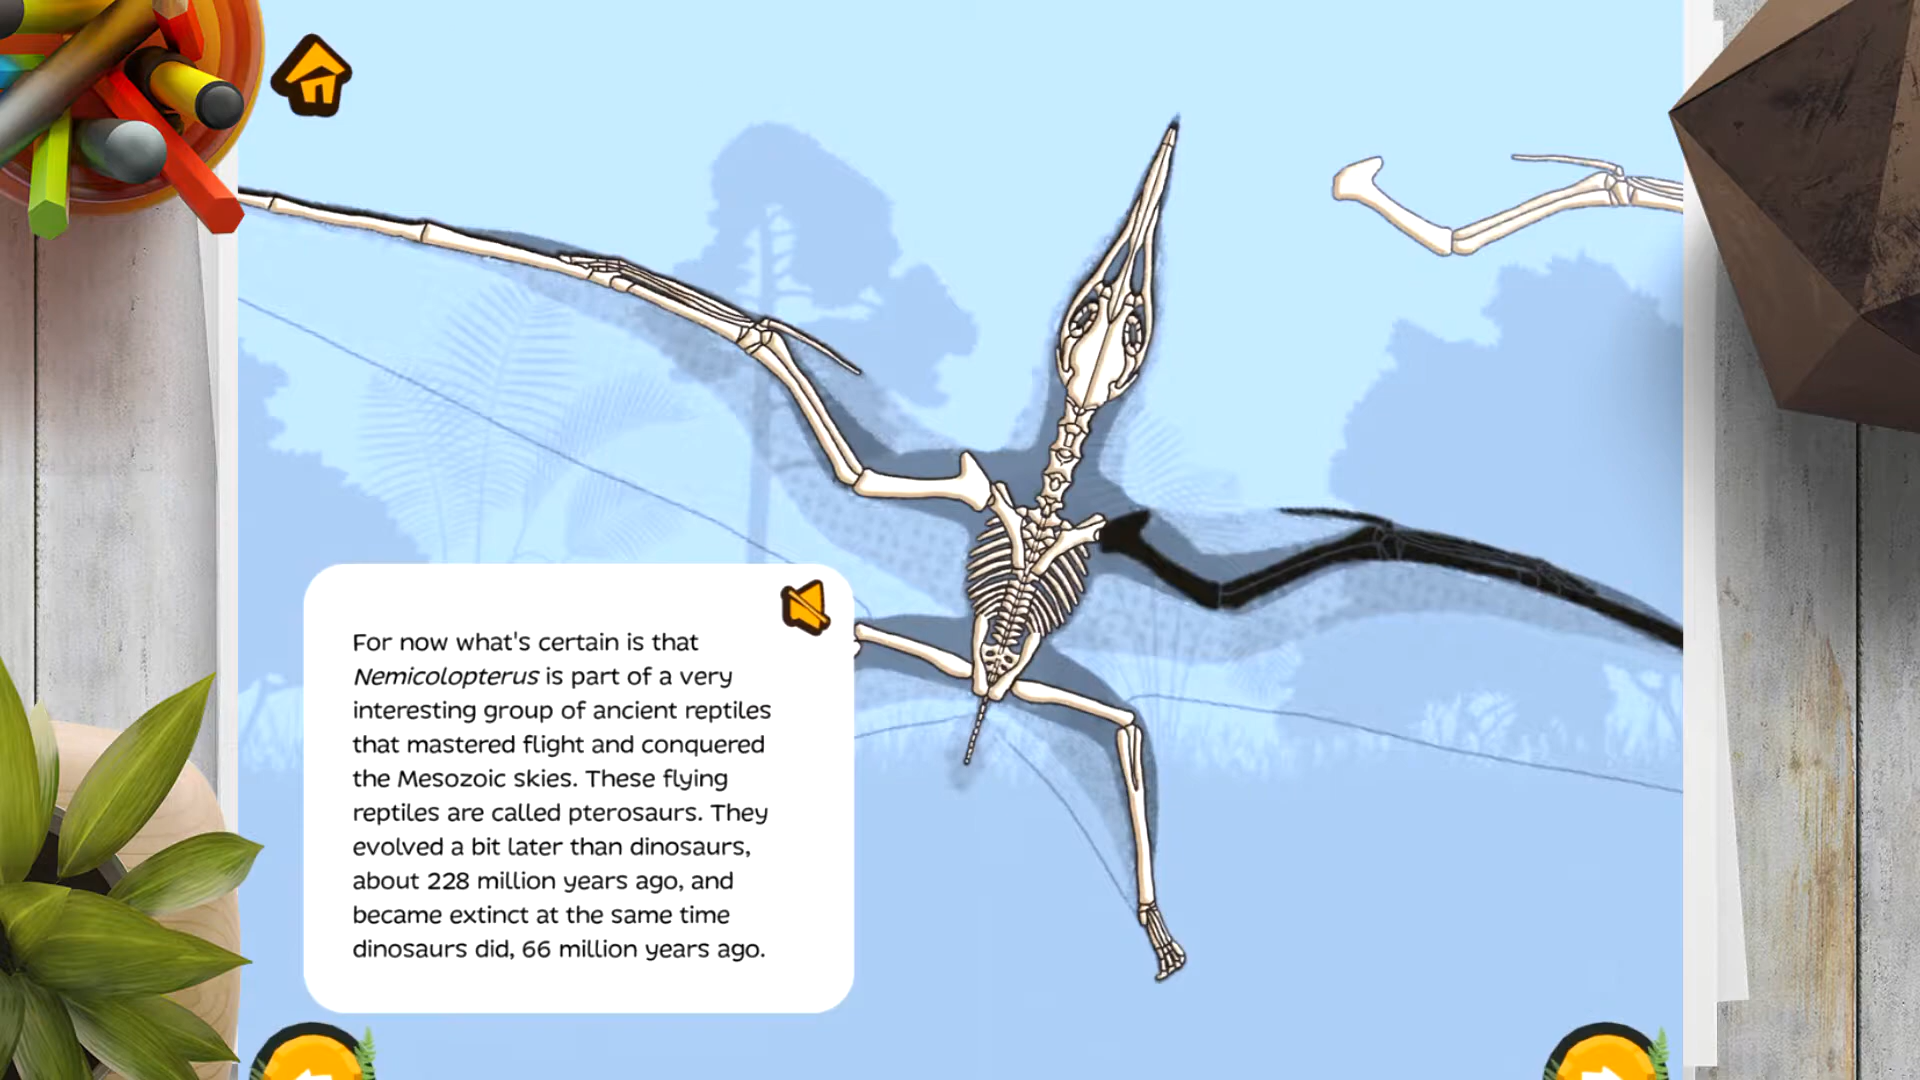 For now what's certain is that
Nemicolopterus is part of a very
interesting group of ancient reptiles
that mastered flight and conquered
the Mesozoic skies. These flying
reptiles are called pterosaurs. They
evolved a bit later than dinosaurs,
about 228 million years ago, and
became extinct at the same time
dinosaurs did, 66 million years ago.